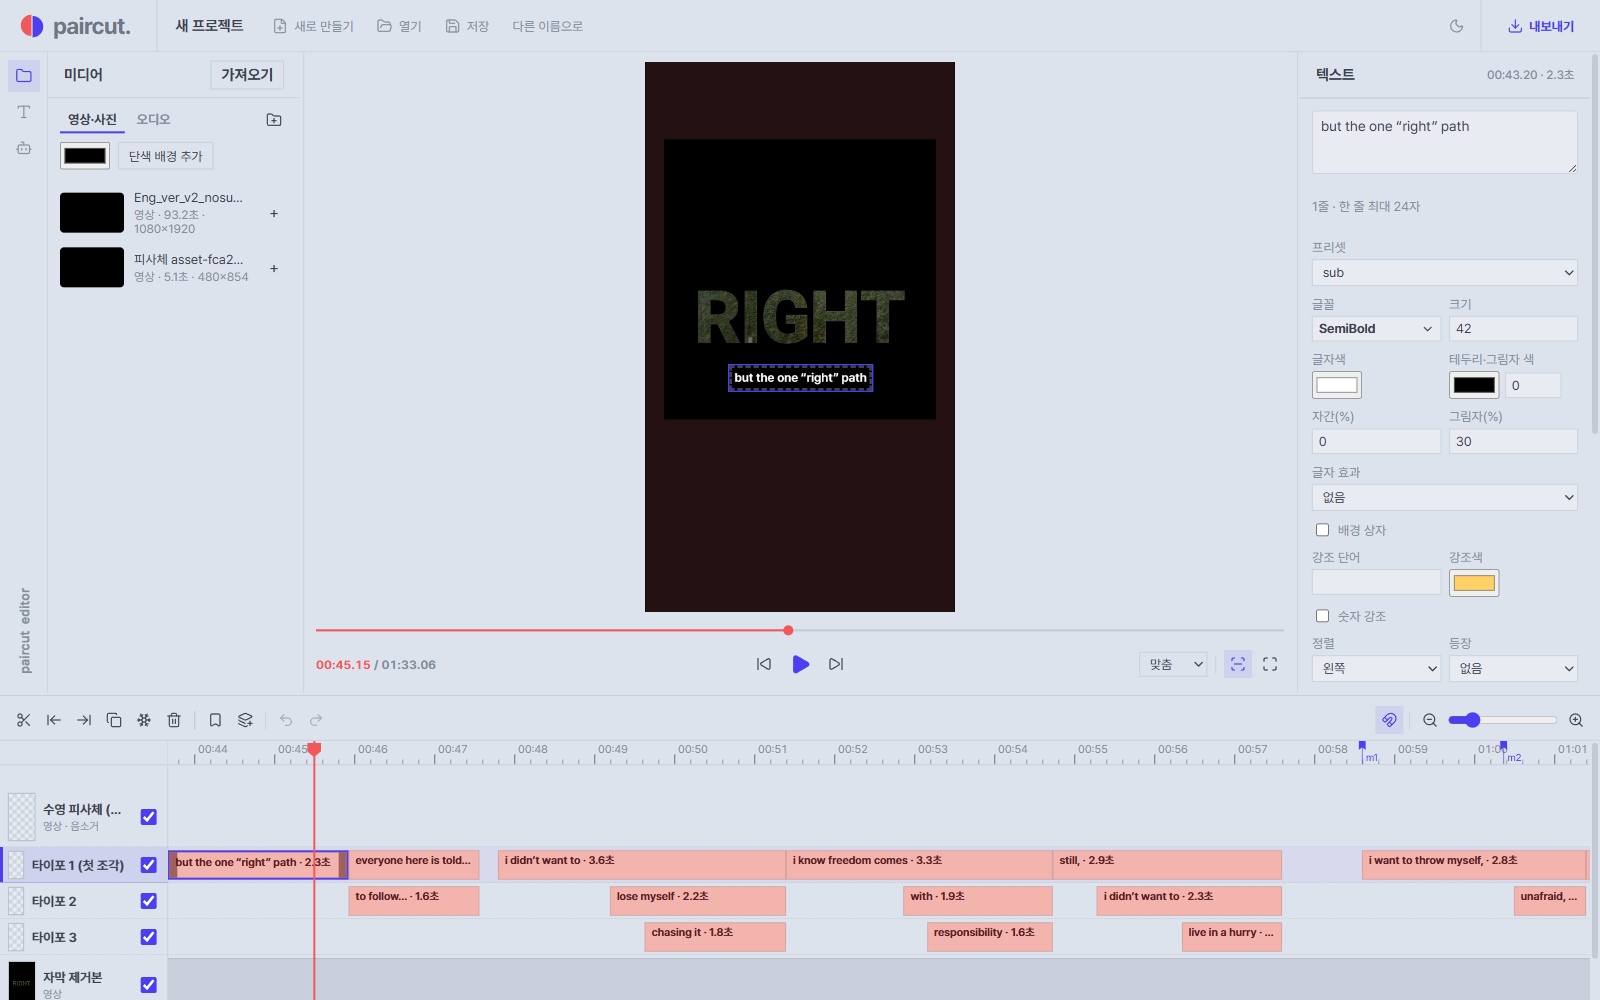 paircut.
새 프로젝트
새로 만들기
열기
저장
다른 이름으로
내보내기
미디어
가져오기
영상·사진
오디오
단색 배경 추가
Eng_ver_v2_nosu...
영상 · 93.2초 ·
1080×1920
+
피사체 asset-fca2...
영상 · 5.1초 · 480×854
+
paircut editor
RIGHT
but the one “right” path
00:45.15 / 01:33.06
맞춤
텍스트
00:43.20 · 2.3초
but the one “right” path
1줄 · 한 줄 최대 24자
프리셋
sub
글꼴
크기
SemiBold
42
글자색
테두리·그림자 색
0
자간(%)
그림자(%)
0
30
글자 효과
없음
배경 상자
강조 단어
강조색
숫자 강조
정렬
등장
왼쪽
없음
00:44
00:45
00:46
00:47
00:48
00:49
00:50
00:51
00:52
00:53
00:54
00:55
00:56
00:57
00:58
00:59
01:01
m1
m2
수영 피사체 (...
영상 · 음소거
타이포 1 (첫 조각)
but the one “right” path · 2.3초
everyone here is told...
i didn’t want to · 3.6초
i know freedom comes · 3.3초
still, · 2.9초
i want to throw myself, · 2.8초
타이포 2
to follow... · 1.6초
lose myself · 2.2초
with · 1.9초
i didn’t want to · 2.3초
unafraid, ...
타이포 3
chasing it · 1.8초
responsibility · 1.6초
live in a hurry · ...
자막 제거본
영상
RIGHT